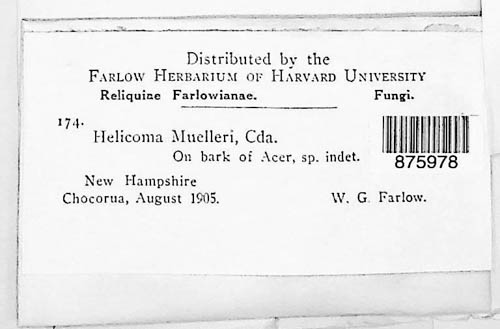 Distributed by the
FARLOW HERBARIUM OF HARVARD UNIVERSITY
Reliquiae Farlowianae. Fungi.
174.
Helicoma Muelleri, Cda.
On bark of Acer, sp. indet.
875978
New Hampshire
Chocorua, August 1905. W. G. Farlow.